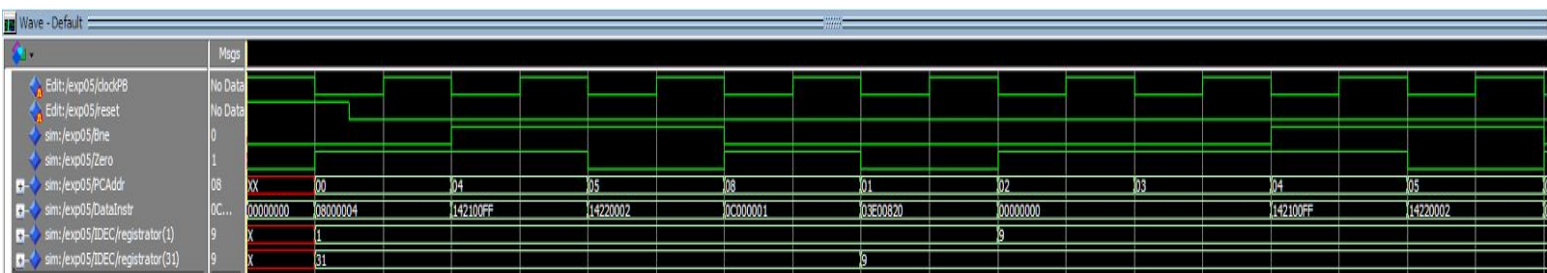 Wave - Default
Msgs
Edit:/exp05/clockPB No Data
Edit:/exp05/reset No Data
sim:/exp05/Bne 0
sim:/exp05/Zero 1
sim:/exp05/PCAddr 08 XX 00 04 05 08 01 02 03 04 05
sim:/exp05/DataInstr 0C... 00000000 08000004 142100FF 14220002 0C000001 03E00820 00000000 142100FF 14220002
sim:/exp05/IDEC/registrator(1) 9 X 1 9
sim:/exp05/IDEC/registrator(31) 9 X 31 9